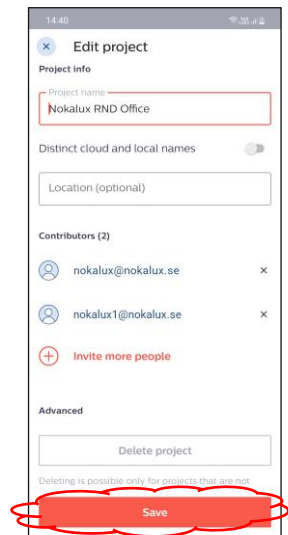 14:40
Edit project
Project info
Project name
Nokalux RND Office
Distinct cloud and local names
Location (optional)
Contributors (2)
nokalux@nokalux.se
nokalux1@nokalux.se
Invite more people
Advanced
Delete project
Deleting is possible only for projects that are not
Save